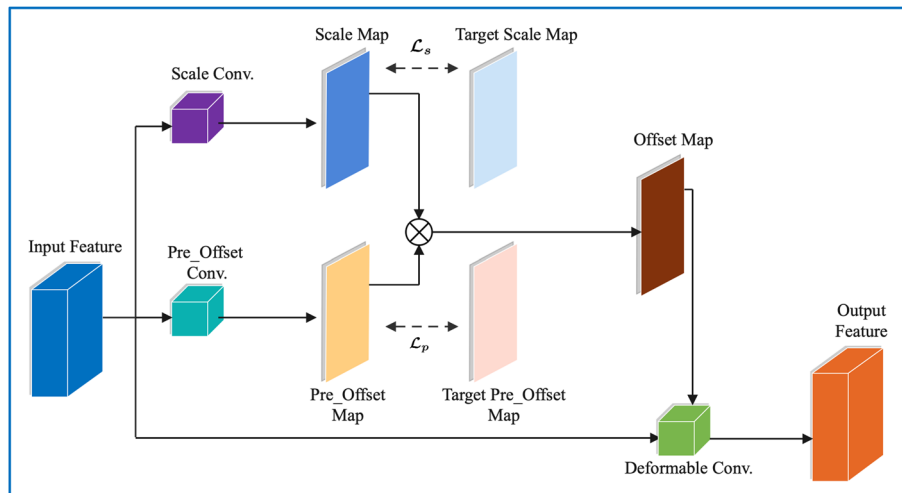 Scale Map
ℒs
Target Scale Map
Scale Conv.
Offset Map
Input Feature
Pre_Offset
Conv.
Output
Feature
ℒp
Pre_Offset
Map
Target Pre_Offset
Map
Deformable Conv.